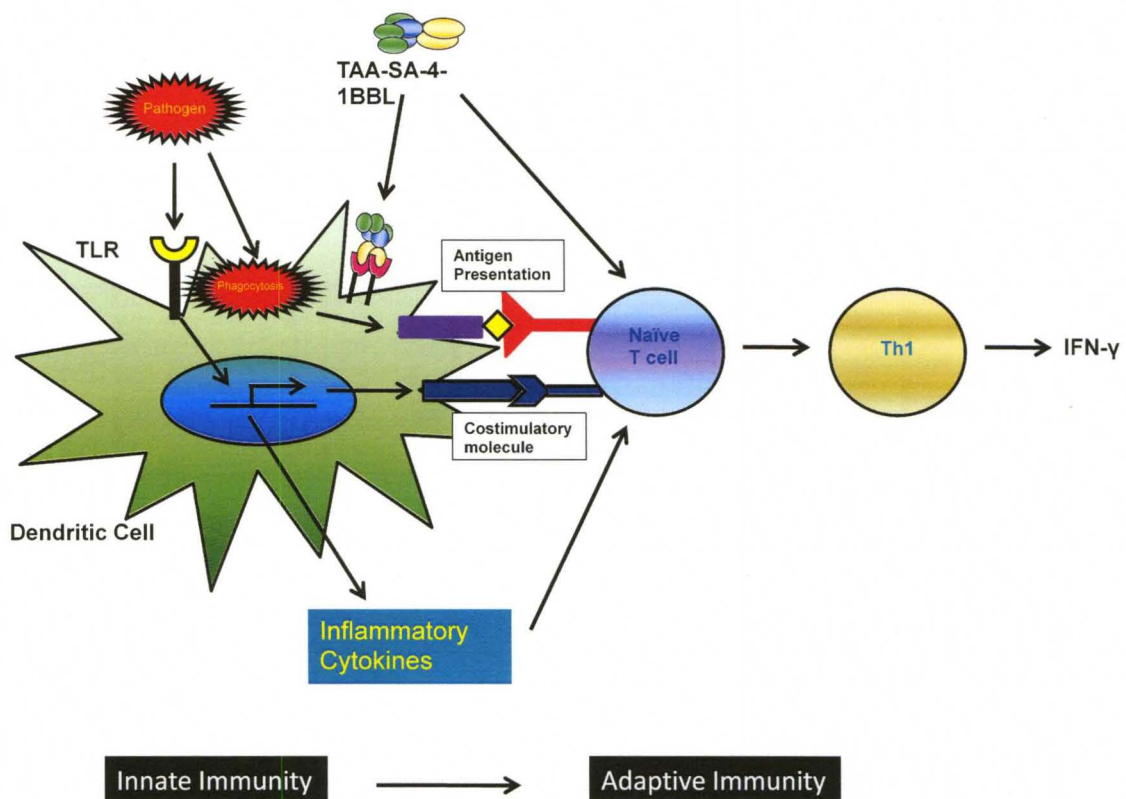 TAA-SA-4-
1BBL
Pathogen
TLR
Phagocytosis
Antigen
Presentation
Naïve
T cell
Th1
IFN-γ
Costimulatory
molecule
Dendritic Cell
Inflammatory
Cytokines
Innate Immunity
Adaptive Immunity